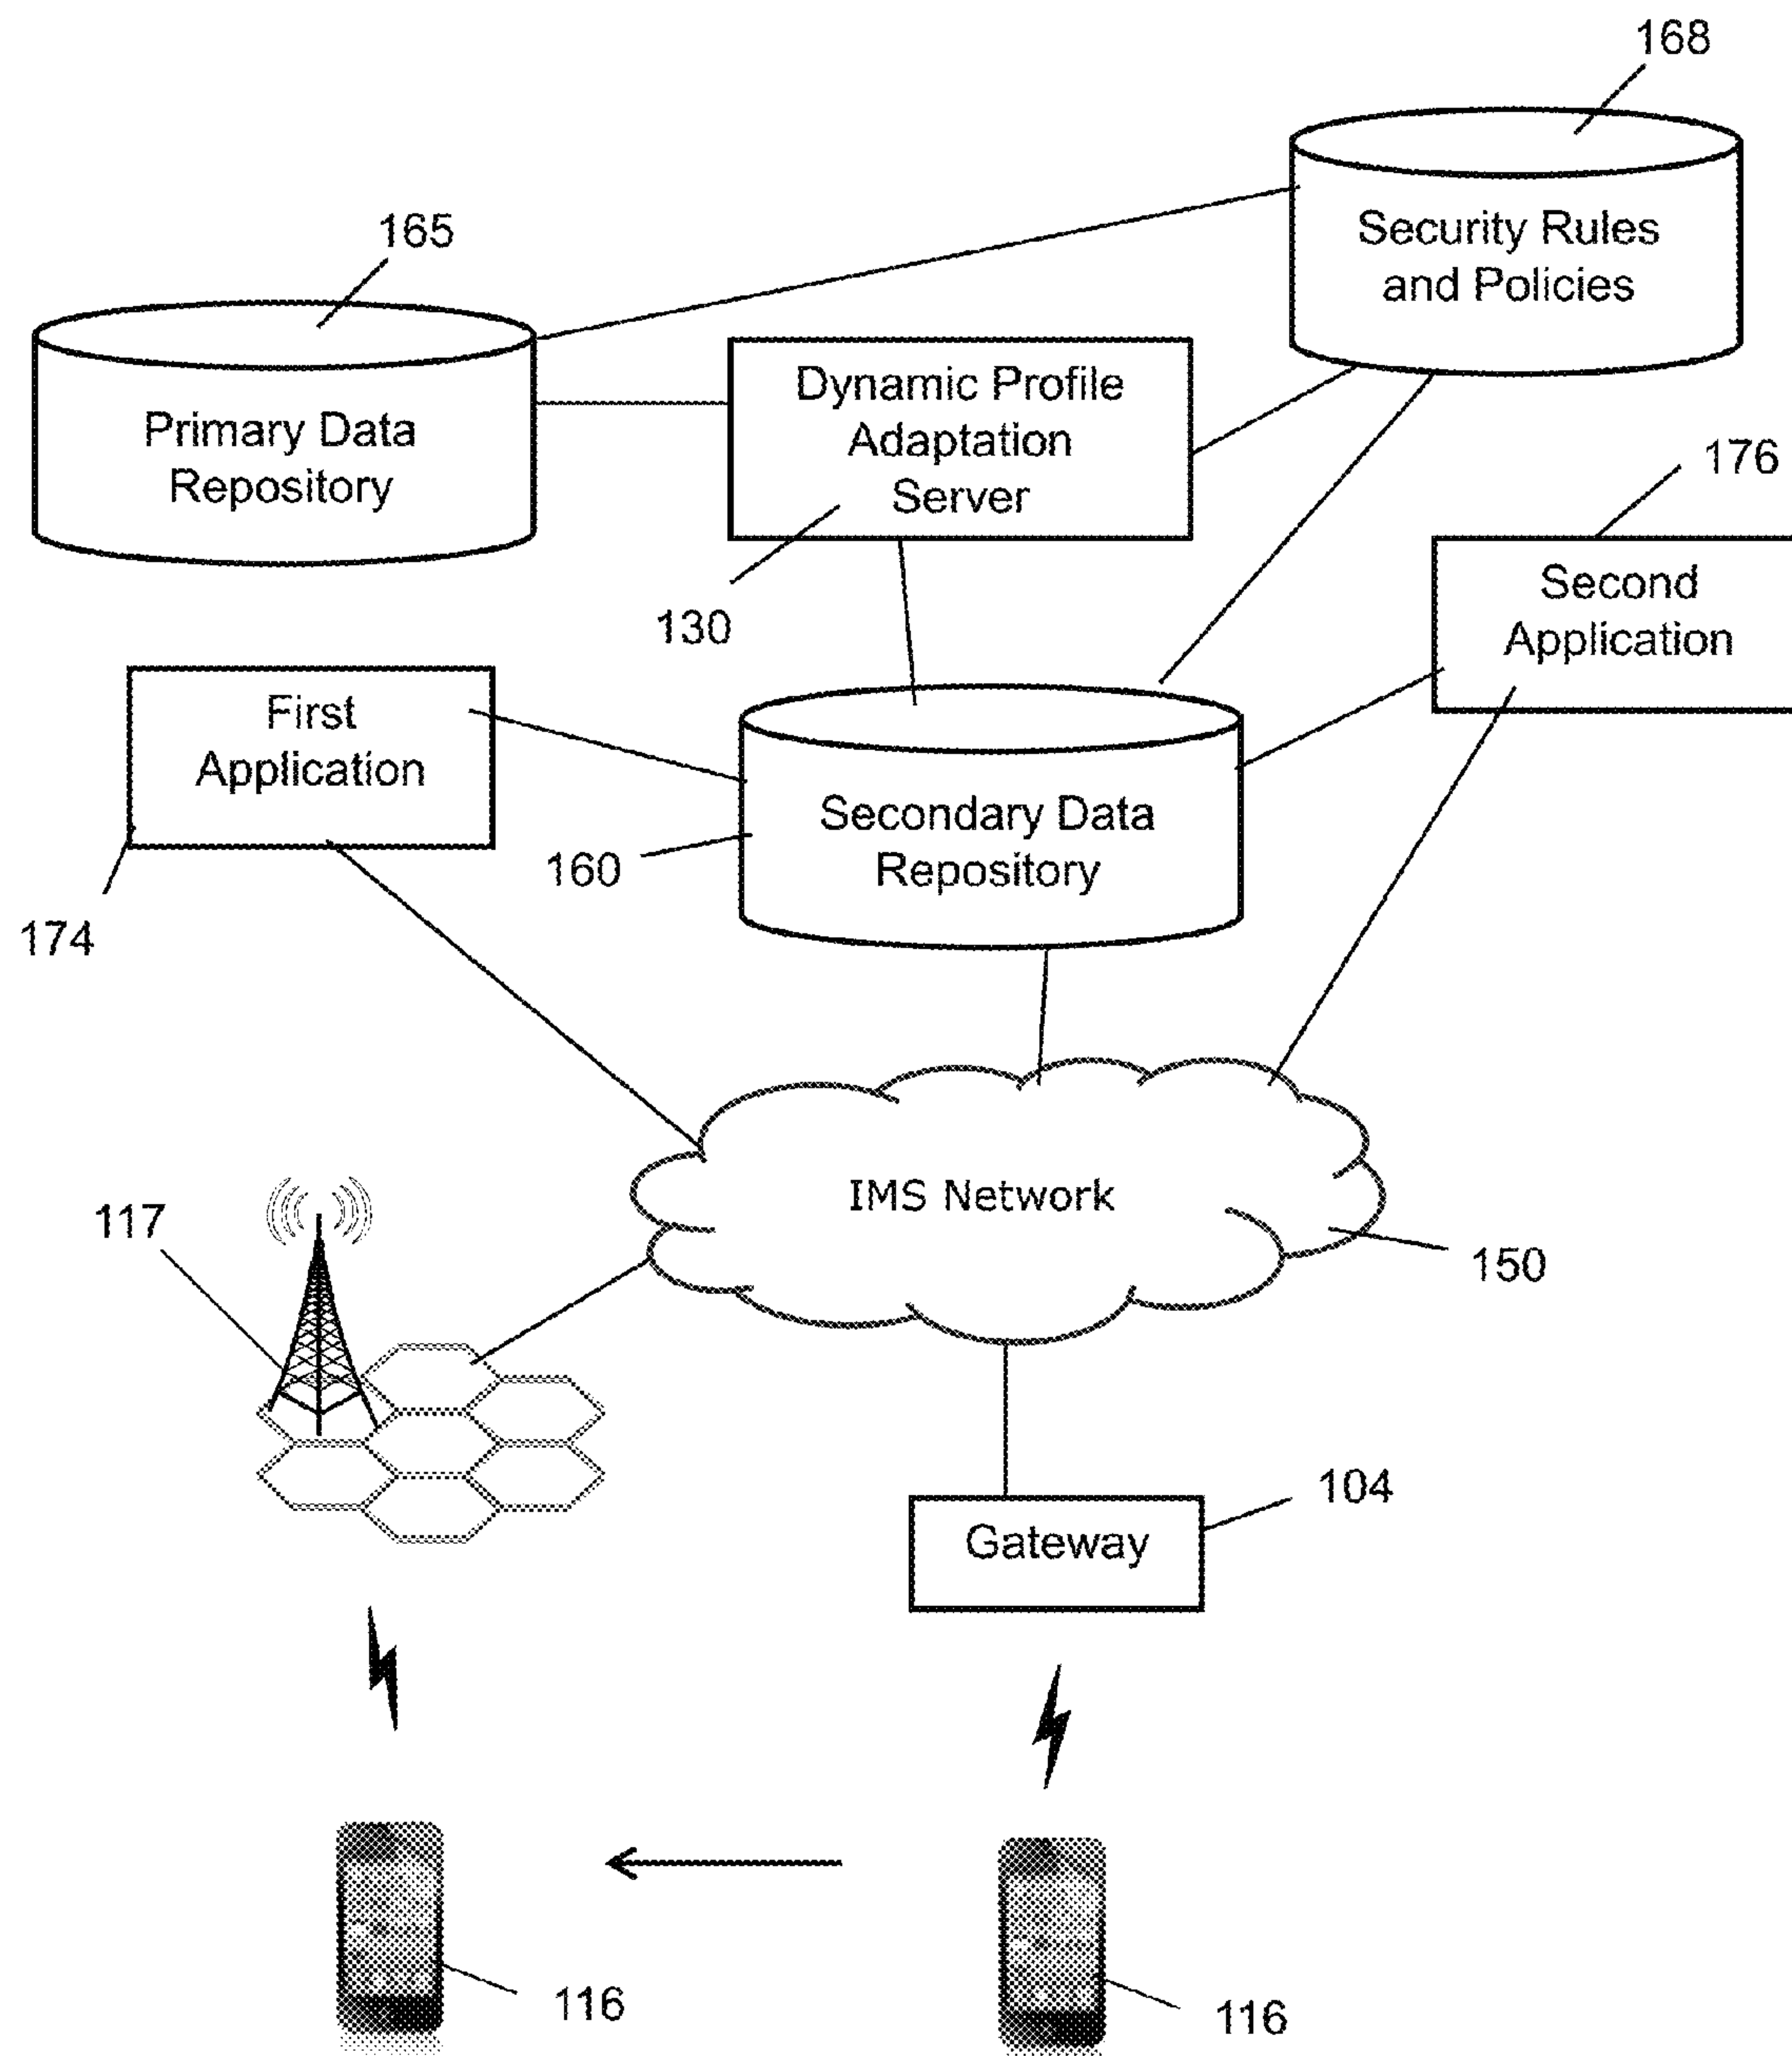 168
Security Rules
and Policies
165
Primary Data
Repository
Dynamic Profile
Adaptation
Server
130
176
Second
Application
First
Application
174
Secondary Data
Repository
160
IMS Network
150
117
104
Gateway
116
116